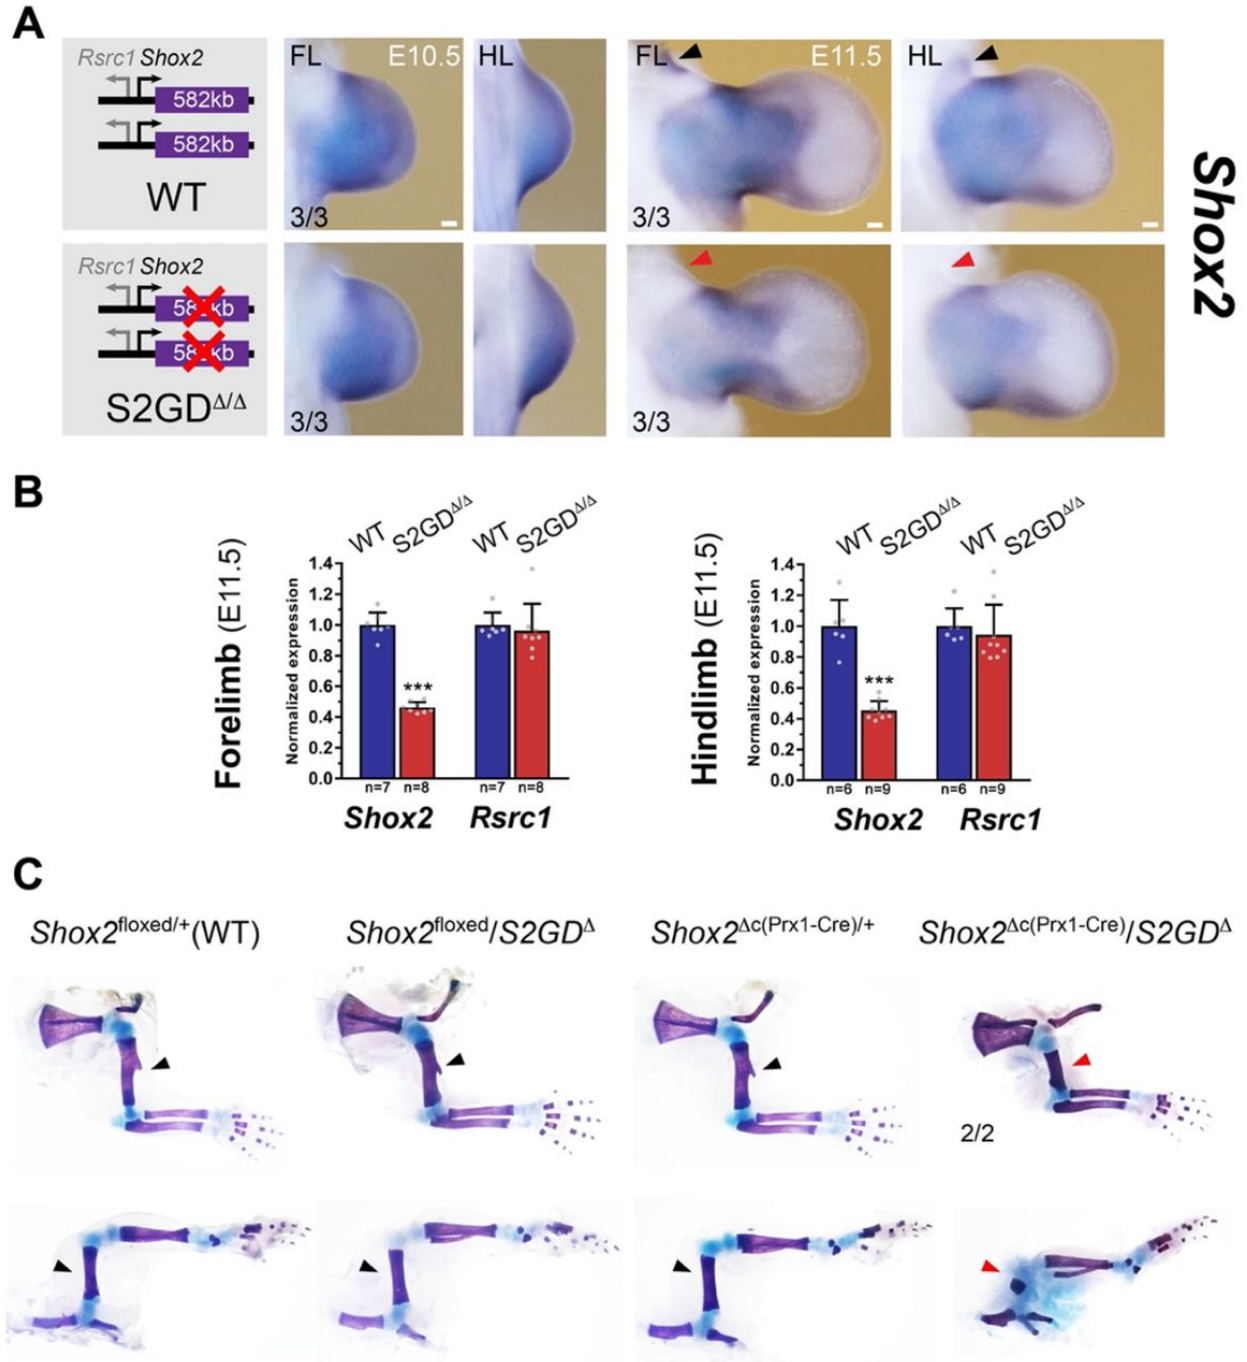 A
Rsrc1 Shox2
582kb
582kb
WT
FL E10.5
3/3
HL
FL E11.5
3/3
HL
Shox2
Rsrc1 Shox2
58 kb
58 kb
S2GDΔ/Δ
3/3
3/3
B
Forelimb (E11.5)
Normalized expression
WT S2GDΔ/Δ WT S2GDΔ/Δ
1.4
1.2
1.0
0.8
0.6
0.4
0.2
0.0
***
n=7 n=8 n=7 n=8
Shox2 Rsrc1
Hindlimb (E11.5)
Normalized expression
WT S2GDΔ/Δ WT S2GDΔ/Δ
1.4
1.2
1.0
0.8
0.6
0.4
0.2
0.0
***
n=6 n=9 n=6 n=9
Shox2 Rsrc1
C
Shox2floxed/+(WT) Shox2floxed/S2GDΔ Shox2Δc(Prx1-Cre)/+ Shox2Δc(Prx1-Cre)/S2GDΔ
2/2